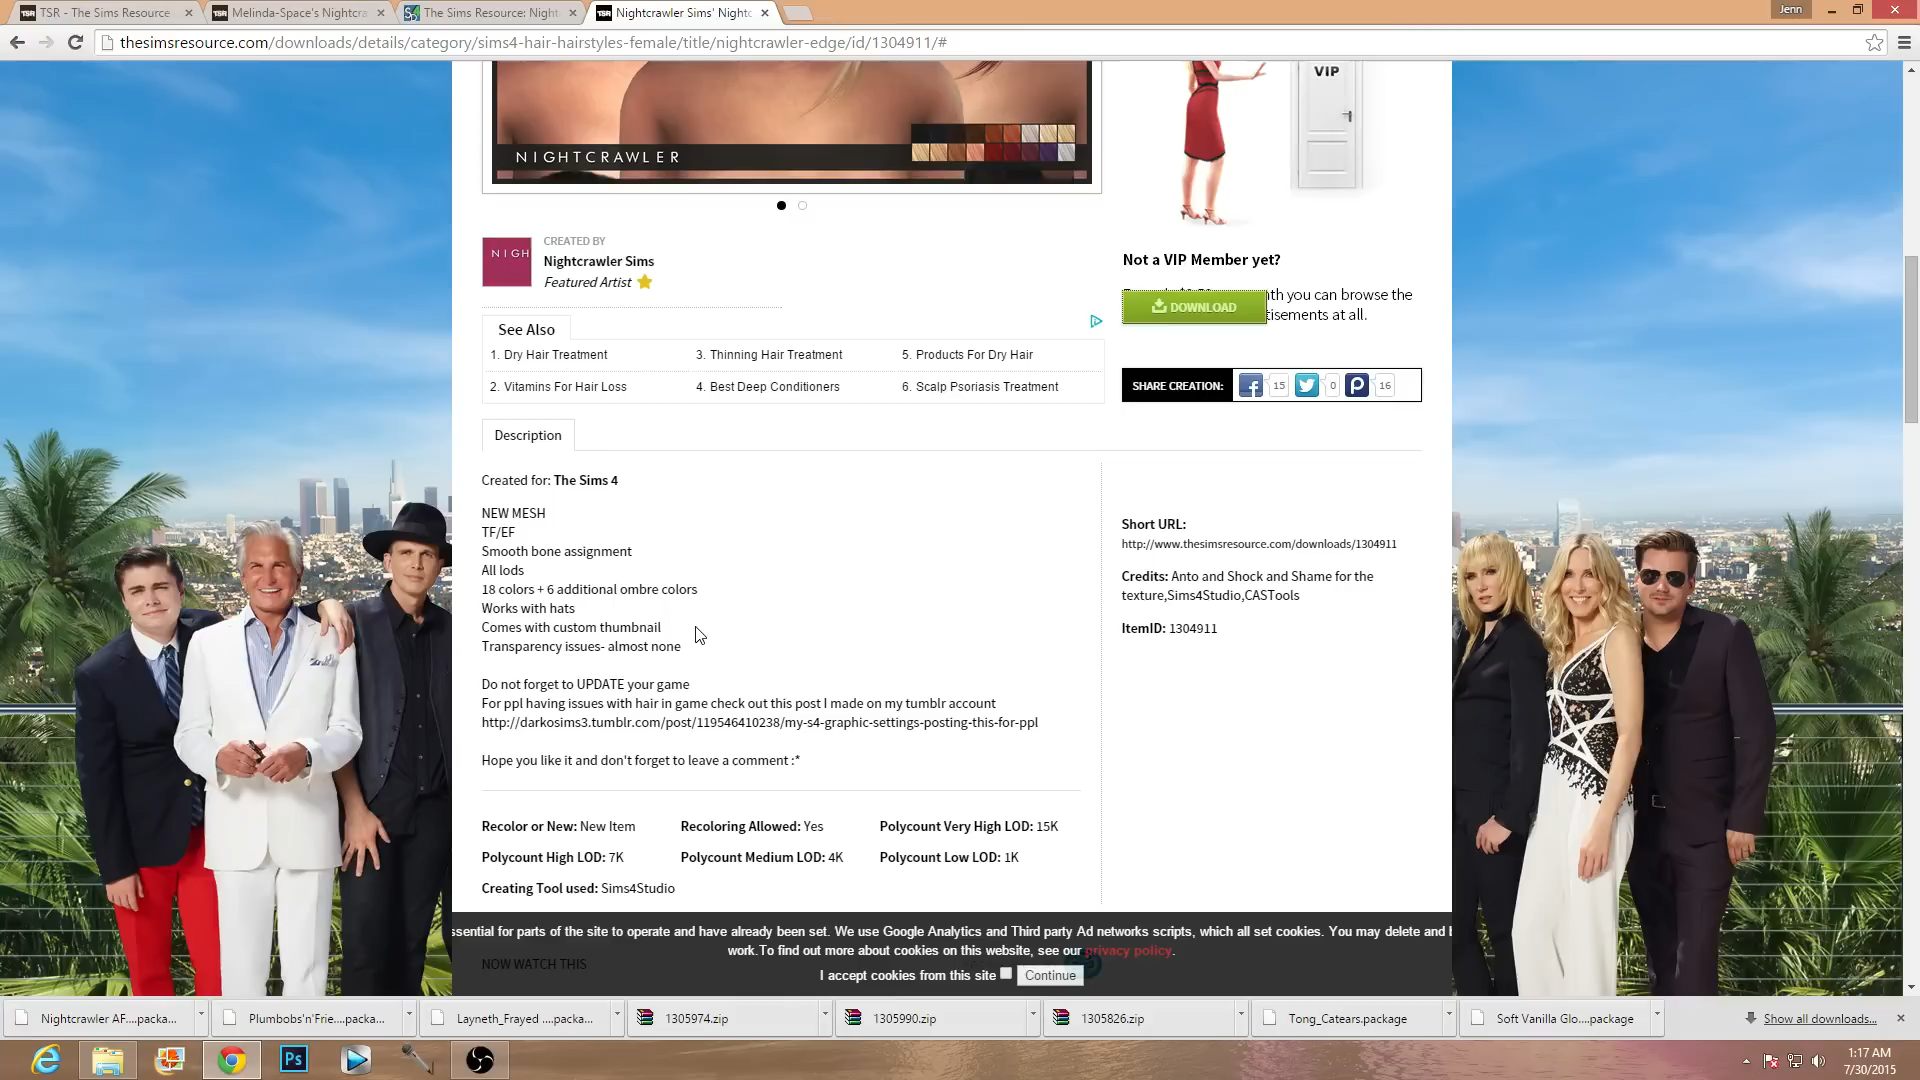 TSR - The Sims Resource
Melinda-Space's Nightcra
The Sims Resource: Night
Nightcrawler Sims' Nightc
Jenn
thesimsresource.com/downloads/details/category/sims4-hair-hairstyles-female/title/nightcrawler-edge/id/1304911/#
NIGHTCRAWLER
VIP
NIGH
CREATED BY
Nightcrawler Sims
Featured Artist
Not a VIP Member yet?
nth you can browse the
DOWNLOAD
tisements at all.
See Also
1. Dry Hair Treatment
3. Thinning Hair Treatment
5. Products For Dry Hair
2. Vitamins For Hair Loss
4. Best Deep Conditioners
6. Scalp Psoriasis Treatment
SHARE CREATION:
15
0
16
Description
Created for: The Sims 4
NEW MESH
TF/EF
Smooth bone assignment
All lods
18 colors + 6 additional ombre colors
Works with hats
Comes with custom thumbnail
Transparency issues- almost none
Do not forget to UPDATE your game
For ppl having issues with hair in game check out this post I made on my tumblr account
http://darkosims3.tumblr.com/post/119546410238/my-s4-graphic-settings-posting-this-for-ppl
Hope you like it and don't forget to leave a comment :*
Short URL:
http://www.thesimsresource.com/downloads/1304911
Credits: Anto and Shock and Shame for the
texture,Sims4Studio,CASTools
ItemID: 1304911
Recolor or New: New Item
Recoloring Allowed: Yes
Polycount Very High LOD: 15K
Polycount High LOD: 7K
Polycount Medium LOD: 4K
Polycount Low LOD: 1K
Creating Tool used: Sims4Studio
ssential for parts of the site to operate and have already been set. We use Google Analytics and Third party Ad networks scripts, which all set cookies. You may delete and b
work.To find out more about cookies on this website, see our privacy policy.
NOW WATCH THIS
I accept cookies from this site
Continue
Nightcrawler AF....packa...
Plumbobs'n'Frie....packa...
Layneth_Frayed ....packa...
1305974.zip
1305990.zip
1305826.zip
Tong_Catears.package
Soft Vanilla Glo....package
Show all downloads...
Ps
1:17 AM
7/30/2015